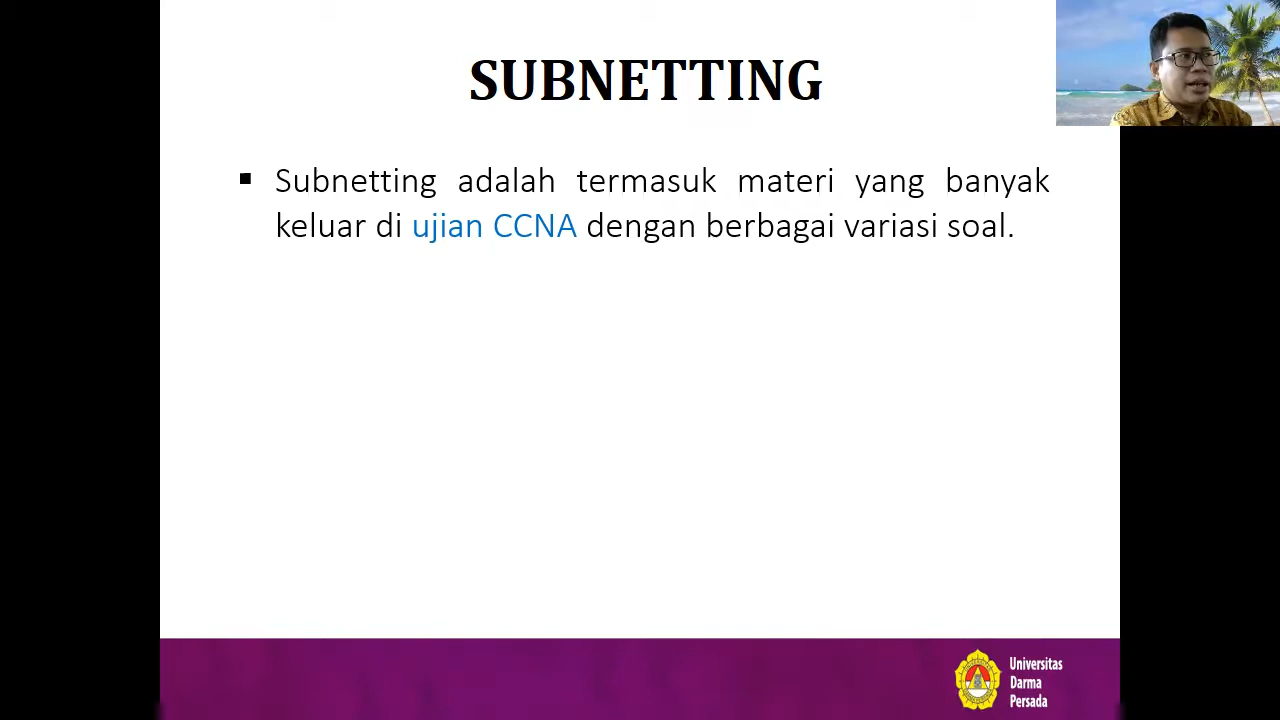 SUBNETTING
▪ Subnetting adalah termasuk materi yang banyak
keluar di ujian CCNA dengan berbagai variasi soal.
Universitas
Darma
Persada